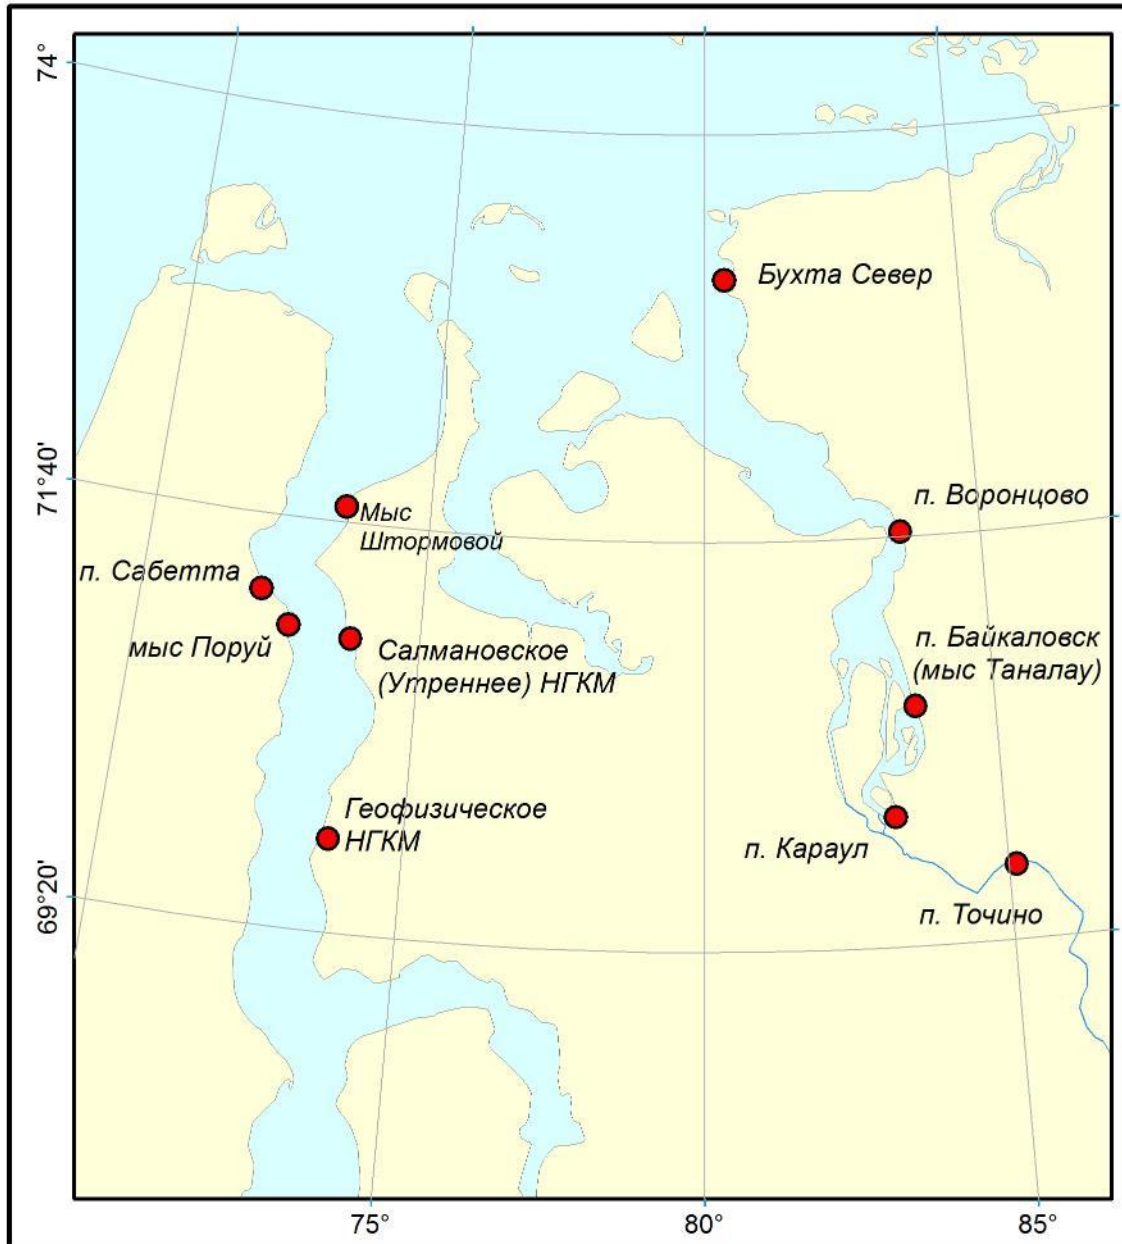 74°
Бухта Север
71°40'
п. Воронцово
Мыс
Штормовой
п. Сабетта
мыс Поруй
Салмановское
(Утреннее) НГКМ
п. Байкаловск
(мыс Таналау)
Геофизическое
НГКМ
п. Караул
69°20'
п. Точино
75°
80°
85°